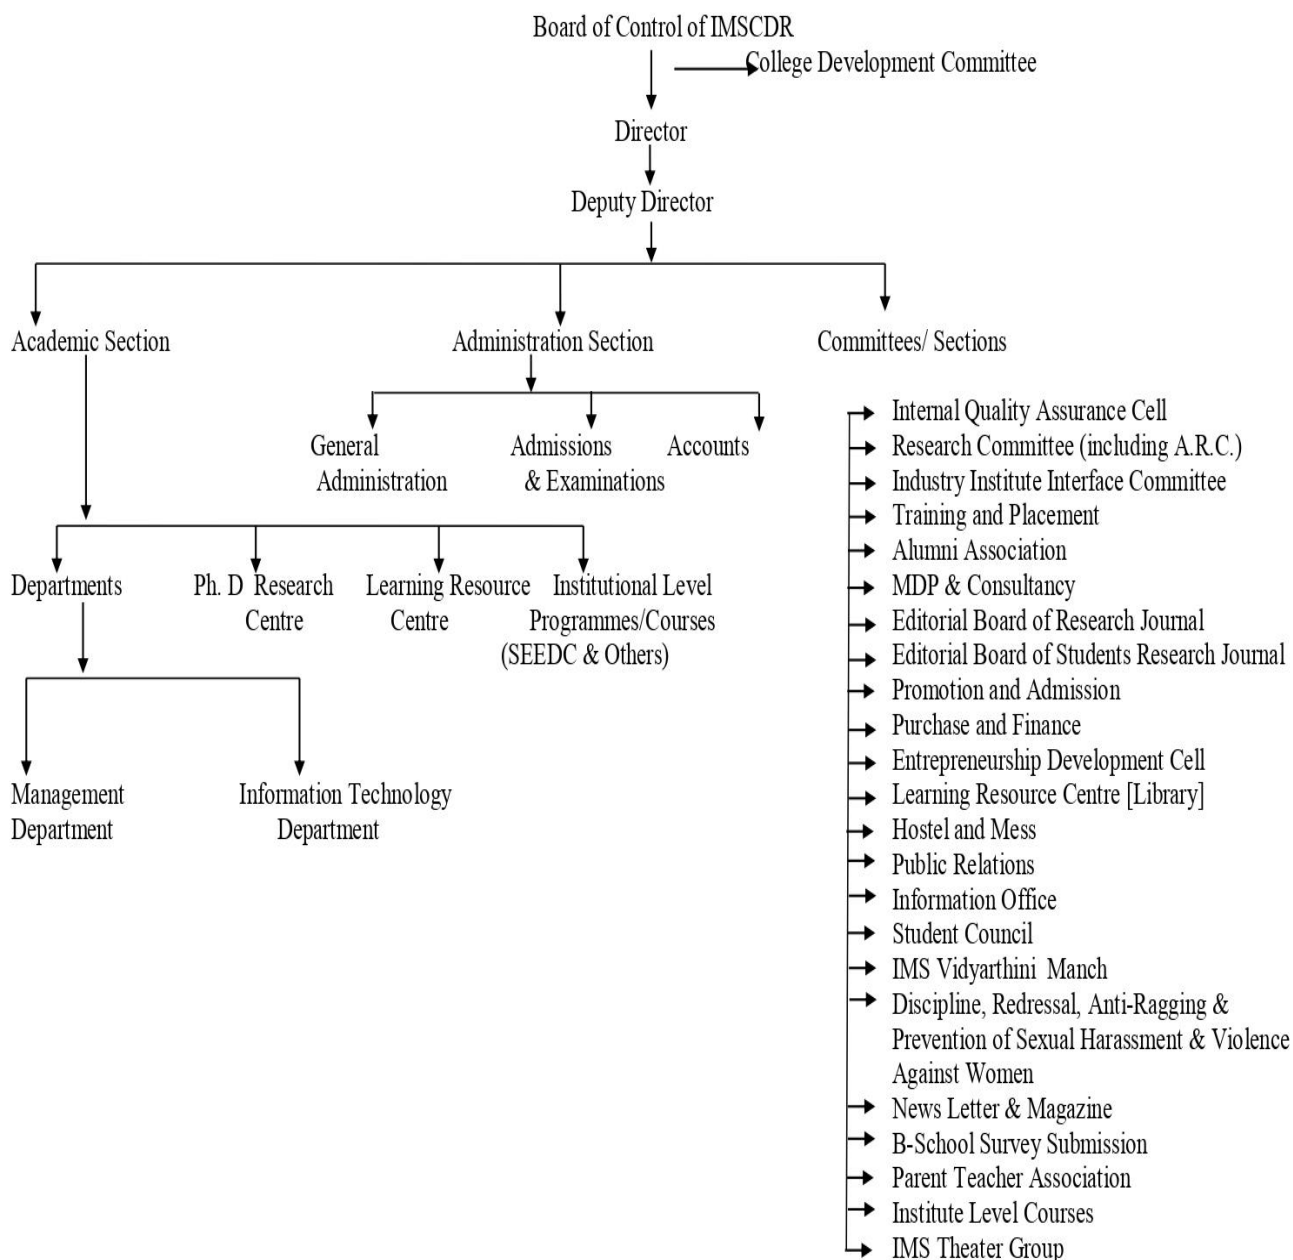 Board of Control of IMSCDR
College Development Committee
Director
Deputy Director
Academic Section
Administration Section
Committees/ Sections
General
Administration
Admissions
& Examinations
Accounts
Departments
Ph. D Research
Centre
Learning Resource
Centre
Institutional Level
Programmes/Courses
(SEEDC & Others)
Management
Department
Information Technology
Department
Internal Quality Assurance Cell
Research Committee (including A.R.C.)
Industry Institute Interface Committee
Training and Placement
Alumni Association
MDP & Consultancy
Editorial Board of Research Journal
Editorial Board of Students Research Journal
Promotion and Admission
Purchase and Finance
Entrepreneurship Development Cell
Learning Resource Centre [Library]
Hostel and Mess
Public Relations
Information Office
Student Council
IMS Vidyarthini Manch
Discipline, Redressal, Anti-Ragging &
Prevention of Sexual Harassment & Violence
Against Women
News Letter & Magazine
B-School Survey Submission
Parent Teacher Association
Institute Level Courses
IMS Theater Group